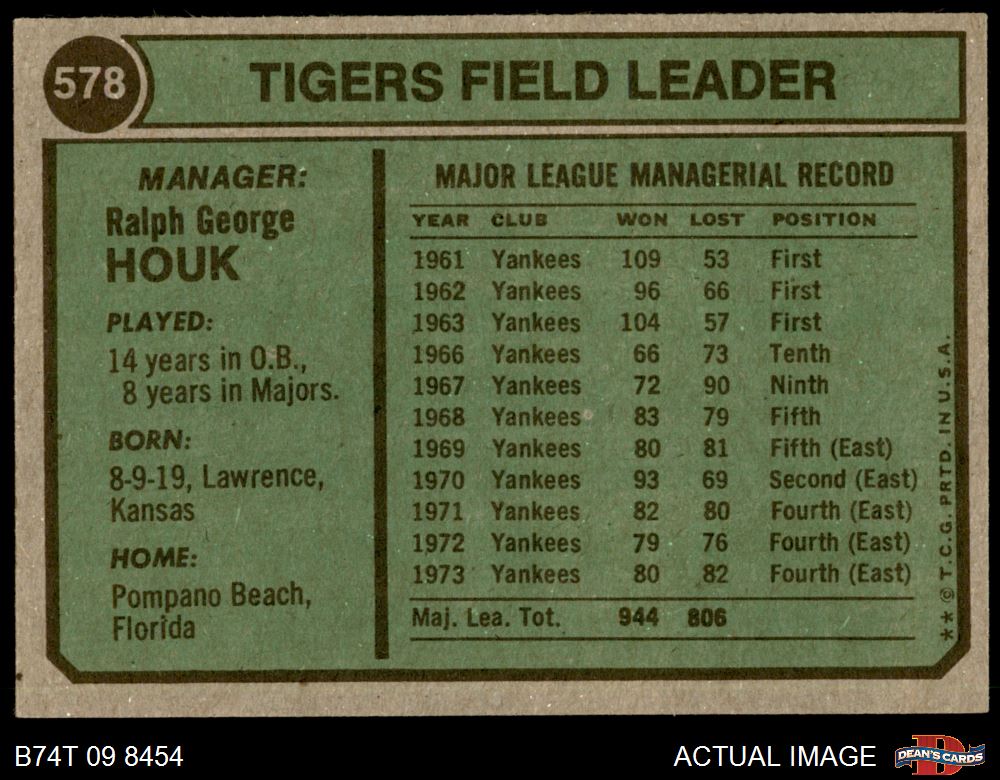 578
TIGERS FIELD LEADER
MANAGER:
Ralph George
HOUK
PLAYED:
14 years in O.B.,
8 years in Majors.
BORN:
8-9-19, Lawrence,
Kansas
HOME:
Pompano Beach,
Florida
MAJOR LEAGUE MANAGERIAL RECORD
YEAR CLUB WON LOST POSITION
1961 Yankees 109 53 First
1962 Yankees 96 66 First
1963 Yankees 104 57 First
1966 Yankees 66 73 Tenth
1967 Yankees 72 90 Ninth
1968 Yankees 83 79 Fifth
1969 Yankees 80 81 Fifth (East)
1970 Yankees 93 69 Second (East)
1971 Yankees 82 80 Fourth (East)
1972 Yankees 79 76 Fourth (East)
1973 Yankees 80 82 Fourth (East)
Maj. Lea. Tot. 944 806
** © T.C.G. PRTD. IN U.S.A.
B74T 09 8454
ACTUAL IMAGE
D
DEAN'S CARDS